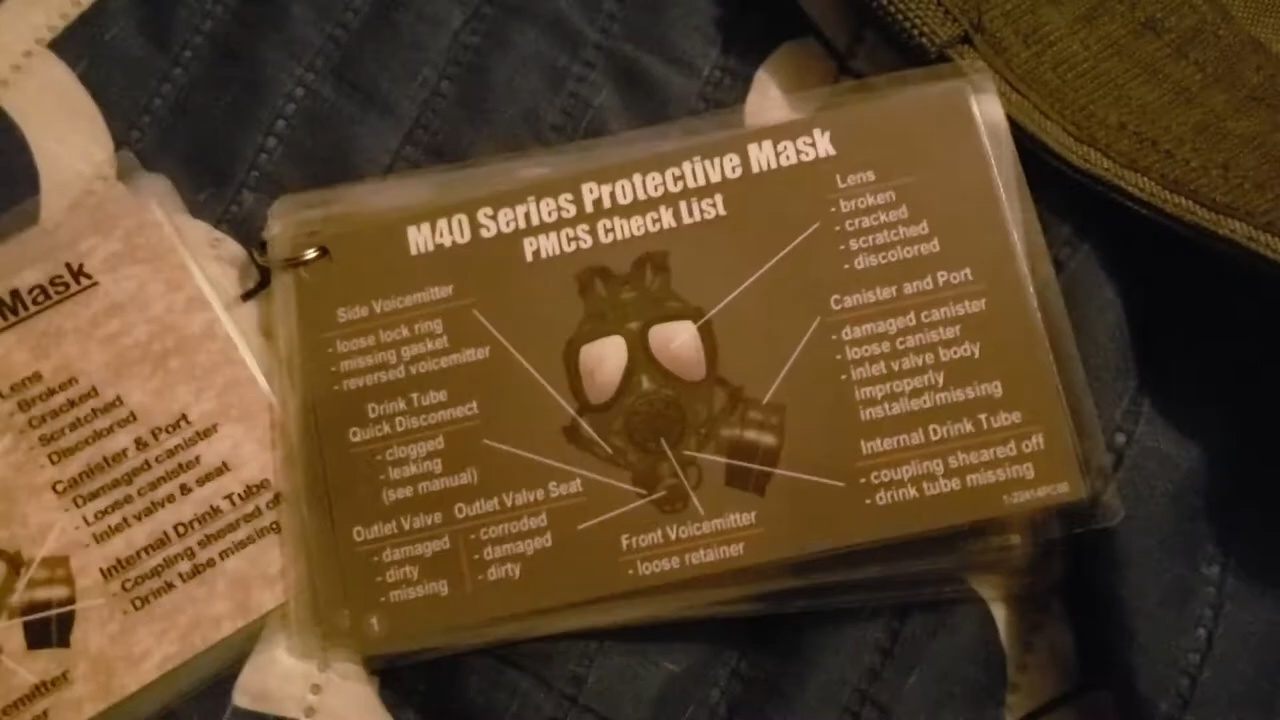 M40 Series Protective Mask
PMCS Check List
Side Voicemitter
- loose lock ring
- missing gasket
- reversed voicemitter
Drink Tube
Quick Disconnect
- clogged
- leaking
(see manual)
Outlet Valve
- damaged
- dirty
- missing
Outlet Valve Seat
- corroded
- damaged
- dirty
Front Voicemitter
- loose retainer
Lens
- broken
- cracked
- scratched
- discolored
Canister and Port
- damaged canister
- loose canister
- inlet valve body
improperly
installed/missing
Internal Drink Tube
- coupling sheared off
- drink tube missing
1
Mask
Lens
- Broken
- Cracked
- Scratched
- Discolored
Canister & Port
- Damaged canister
- Loose canister
- Inlet valve & seat
Internal Drink Tube
- Coupling sheared of
- Drink tube missing
emitter